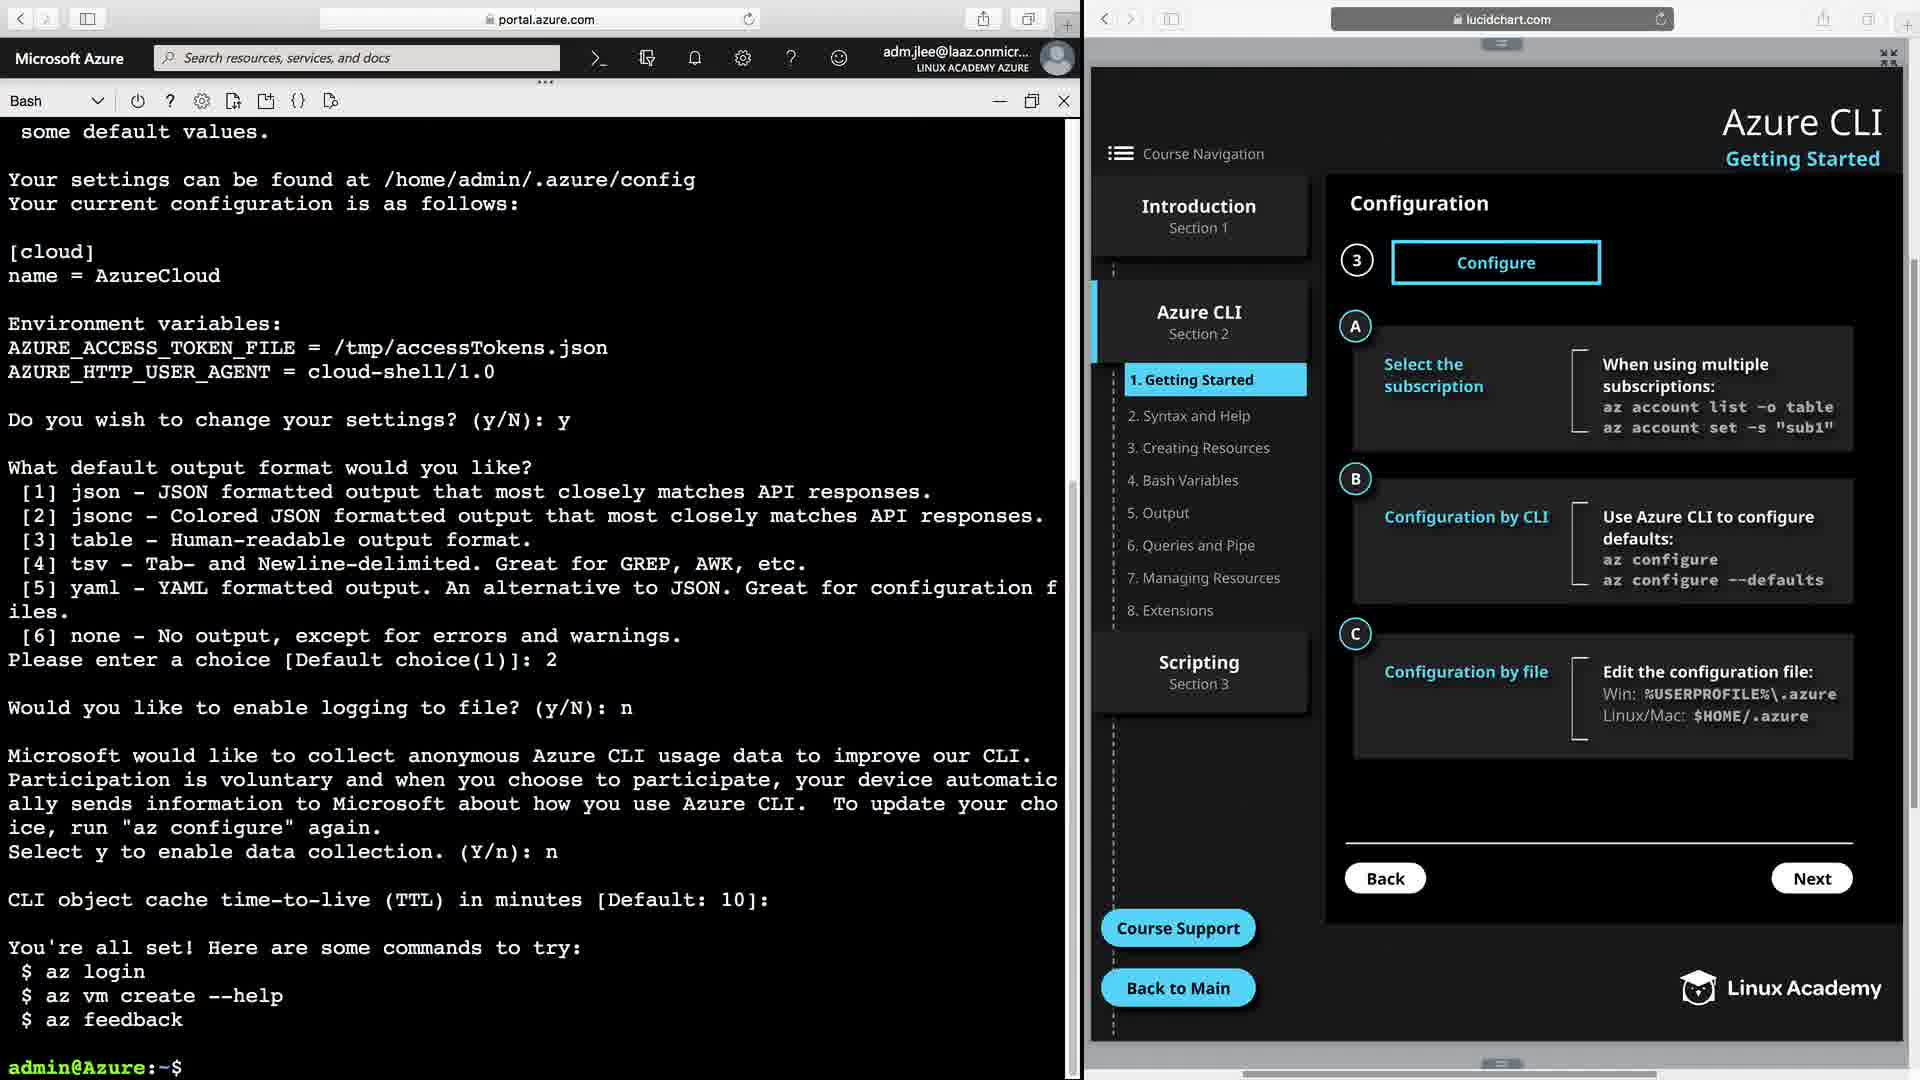 portal.azure.com
Microsoft Azure
Search resources, services, and docs
adm.jlee@laaz.onmicr...
LINUX ACADEMY AZURE
Bash
some default values.
Your settings can be found at /home/admin/.azure/config
Your current configuration is as follows:
[cloud]
name = AzureCloud
Environment variables:
AZURE_ACCESS_TOKEN_FILE = /tmp/accessTokens.json
AZURE_HTTP_USER_AGENT = cloud-shell/1.0
Do you wish to change your settings? (y/N): y
What default output format would you like?
[1] json - JSON formatted output that most closely matches API responses.
[2] jsonc - Colored JSON formatted output that most closely matches API responses.
[3] table - Human-readable output format.
[4] tsv - Tab- and Newline-delimited. Great for GREP, AWK, etc.
[5] yaml - YAML formatted output. An alternative to JSON. Great for configuration f
iles.
[6] none - No output, except for errors and warnings.
Please enter a choice [Default choice(1)]: 2
Would you like to enable logging to file? (y/N): n
Microsoft would like to collect anonymous Azure CLI usage data to improve our CLI.
Participation is voluntary and when you choose to participate, your device automatic
ally sends information to Microsoft about how you use Azure CLI.  To update your cho
ice, run "az configure" again.
Select y to enable data collection. (Y/n): n
CLI object cache time-to-live (TTL) in minutes [Default: 10]:
You're all set! Here are some commands to try:
$ az login
$ az vm create --help
$ az feedback
admin@Azure:~$
lucidchart.com
Azure CLI
Getting Started
Course Navigation
Introduction
Section 1
Azure CLI
Section 2
1. Getting Started
2. Syntax and Help
3. Creating Resources
4. Bash Variables
5. Output
6. Queries and Pipe
7. Managing Resources
8. Extensions
Scripting
Section 3
Course Support
Back to Main
Configuration
3
Configure
A
Select the
subscription
When using multiple
subscriptions:
az account list -o table
az account set -s "sub1"
B
Configuration by CLI
Use Azure CLI to configure
defaults:
az configure
az configure --defaults
C
Configuration by file
Edit the configuration file:
Win: %USERPROFILE%\.azure
Linux/Mac: $HOME/.azure
Back
Next
Linux Academy